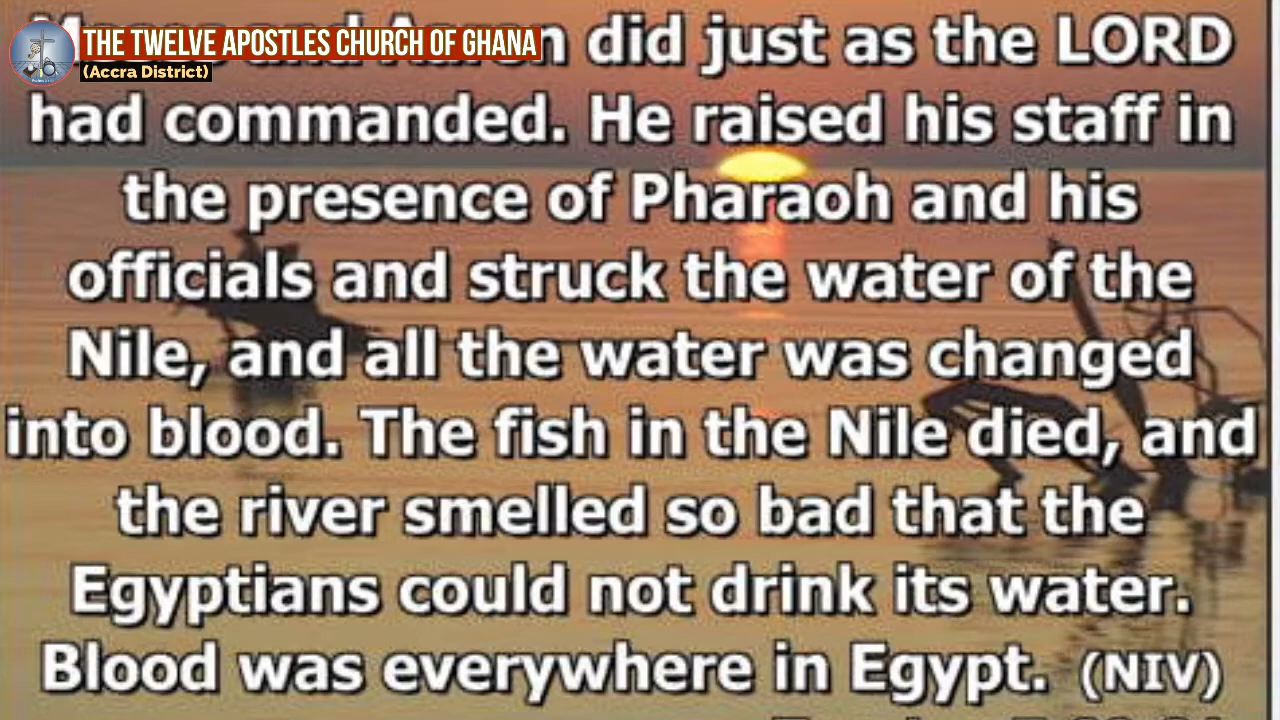 THE TWELVE APOSTLES CHURCH OF GHANA
(Accra District)
and Aaron did just as the LORD
had commanded. He raised his staff in
the presence of Pharaoh and his
officials and struck the water of the
Nile, and all the water was changed
into blood. The fish in the Nile died, and
the river smelled so bad that the
Egyptians could not drink its water.
Blood was everywhere in Egypt. (NIV)